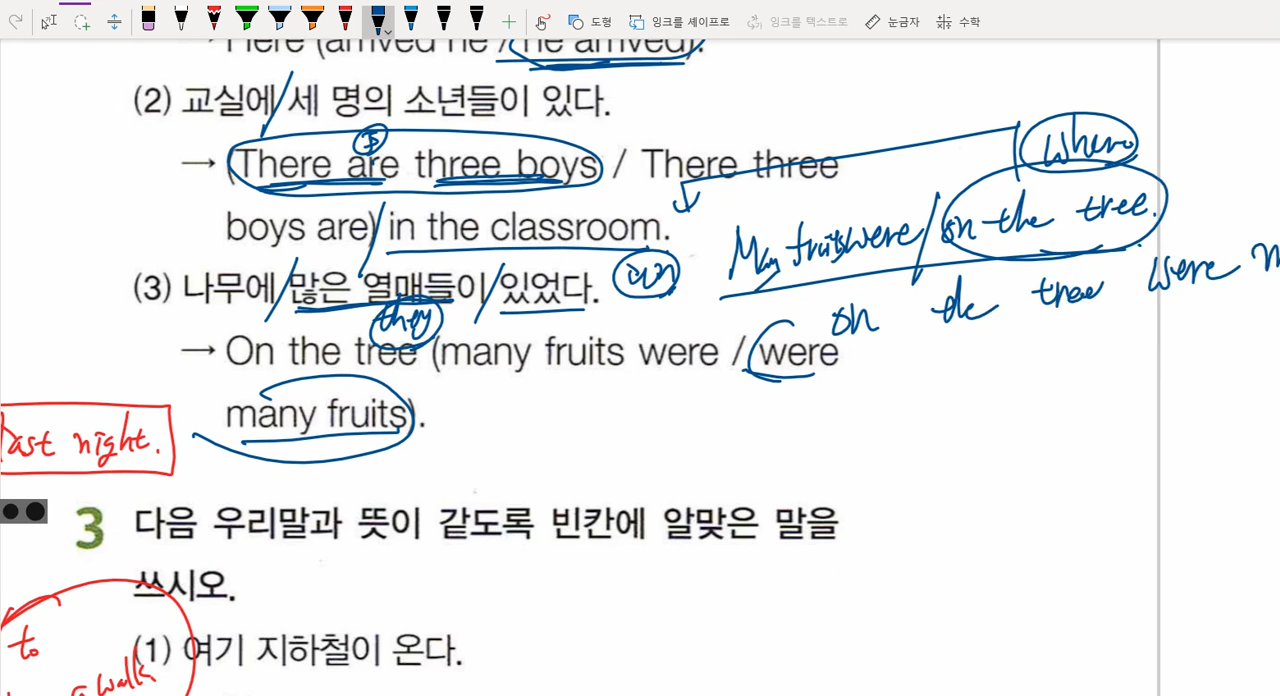 도형 잉크를 셰이프로 잉크를 텍스트로 눈금자 수학
Here (arrived he / he arrived).
(2) 교실에 세 명의 소년들이 있다.
→ (There are three boys / There three
boys are) in the classroom.
where
Many fruits were / on the tree.
on the tree were m
(3) 나무에 많은 열매들이 있었다.
they
→ On the tree (many fruits were / were
many fruits).
last night.
3 다음 우리말과 뜻이 같도록 빈칸에 알맞은 말을
쓰시오.
(1) 여기 지하철이 온다.
to
a walk